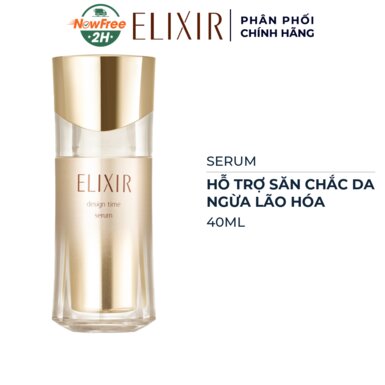 NowFree
2H
ELIXIR
PHÂN PHỐI
CHÍNH HÃNG
ELIXIR
design time
serum
SERUM
HỖ TRỢ SĂN CHẮC DA
NGỪA LÃO HÓA
40ML